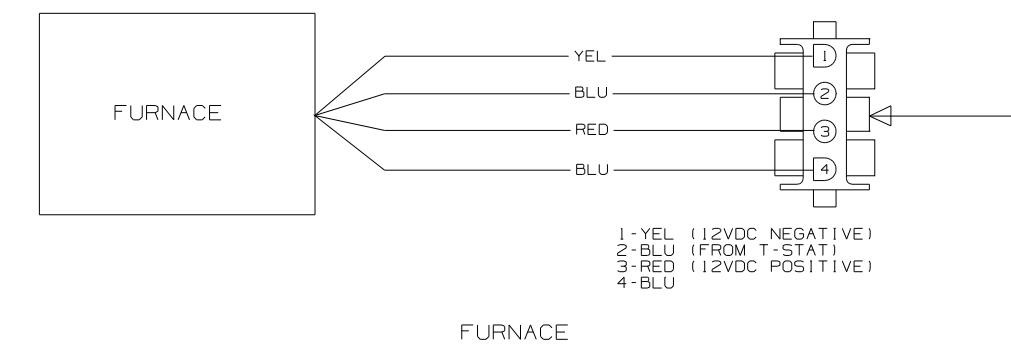 FURNACE
YEL
BLU
RED
BLU
1
2
3
4
1-YEL (12VDC NEGATIVE)
2-BLU (FROM T-STAT)
3-RED (12VDC POSITIVE)
4-BLU
FURNACE